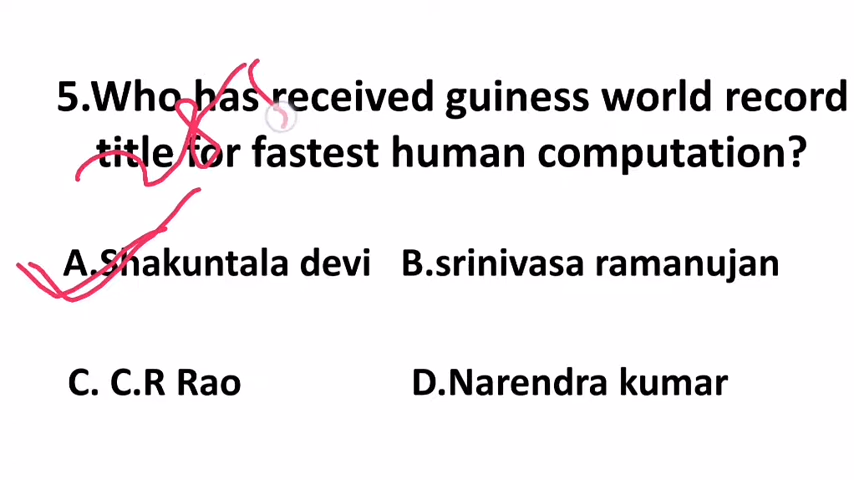 5.Who has received guiness world record
title for fastest human computation?
A.Shakuntala devi B.srinivasa ramanujan
C. C.R Rao D.Narendra kumar